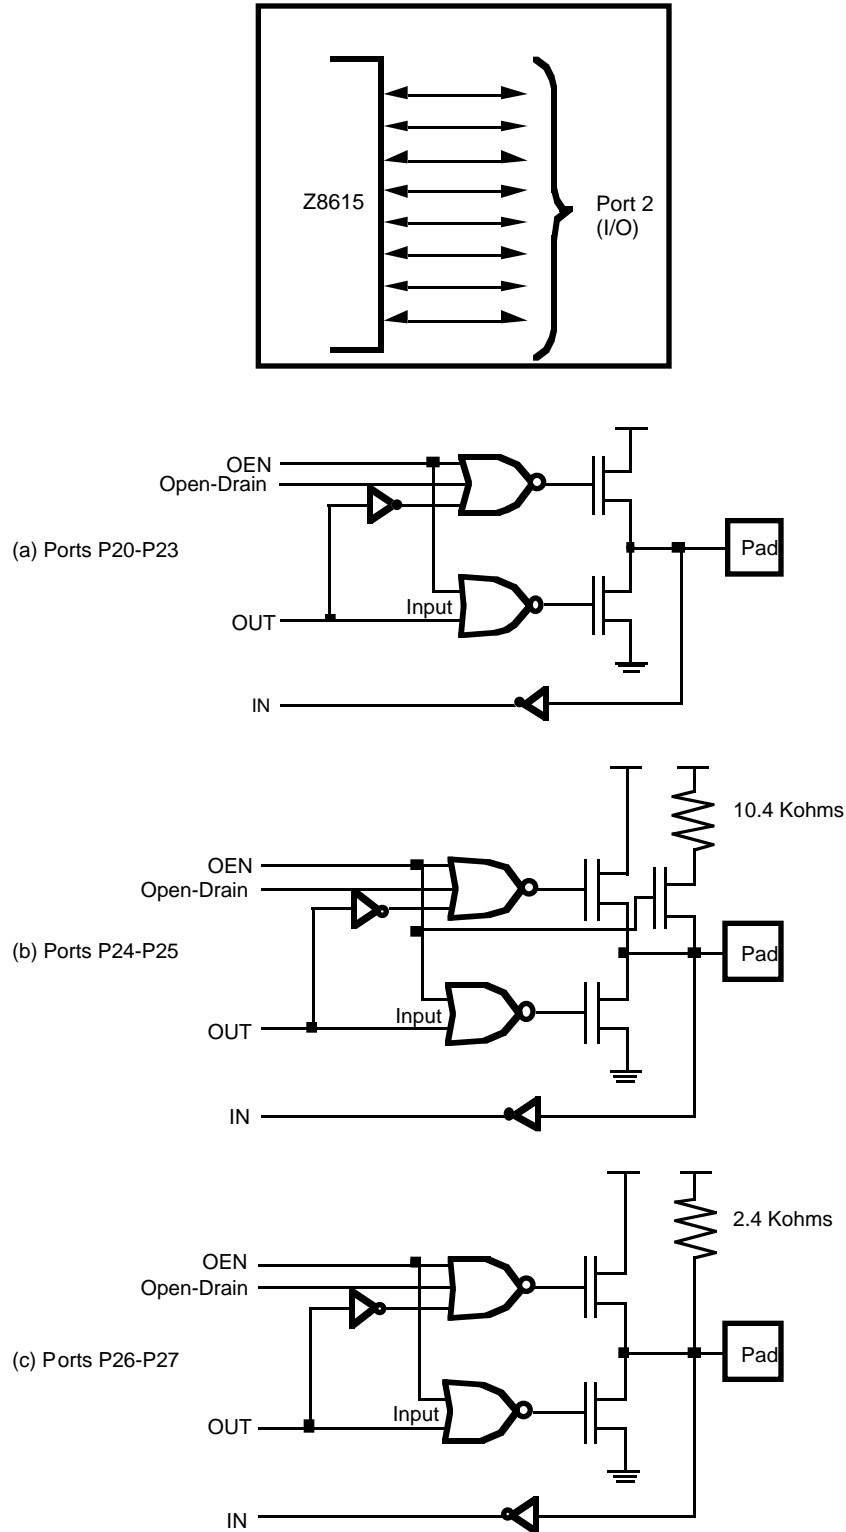 Z8615
Port 2
(I/O)
OEN
Open-Drain
(a) Ports P20-P23
Pad
Input
OUT
IN
10.4 Kohms
OEN
Open-Drain
(b) Ports P24-P25
Pad
Input
OUT
IN
2.4 Kohms
OEN
Open-Drain
(c) Ports P26-P27
Pad
Input
OUT
IN